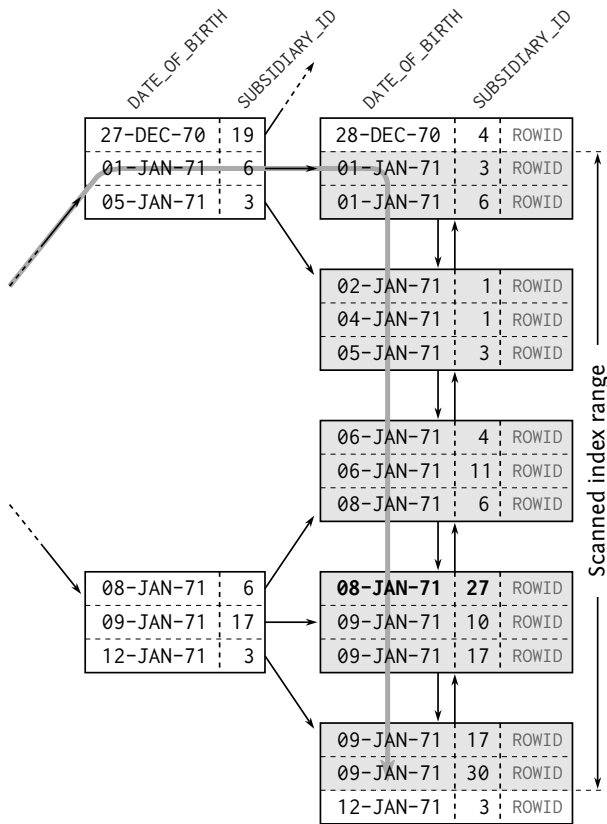 DATE_OF_BIRTH SUBSIDIARY_ID
27-DEC-70 19
01-JAN-71 6
05-JAN-71 3
08-JAN-71 6
09-JAN-71 17
12-JAN-71 3
DATE_OF_BIRTH SUBSIDIARY_ID
28-DEC-70 4 ROWID
01-JAN-71 3 ROWID
01-JAN-71 6 ROWID
02-JAN-71 1 ROWID
04-JAN-71 1 ROWID
05-JAN-71 3 ROWID
06-JAN-71 4 ROWID
06-JAN-71 11 ROWID
08-JAN-71 6 ROWID
08-JAN-71 27 ROWID
09-JAN-71 10 ROWID
09-JAN-71 17 ROWID
09-JAN-71 17 ROWID
09-JAN-71 30 ROWID
12-JAN-71 3 ROWID
Scanned index range